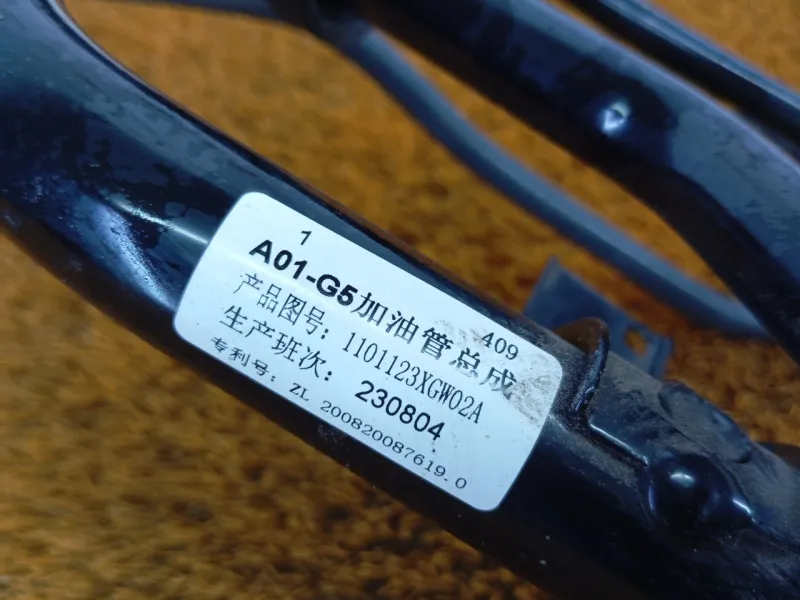 1
409
A01-G5加油管总成
产品图号：1101123XGW02A
生产班次：230804
专利号：ZL 200820087619.0